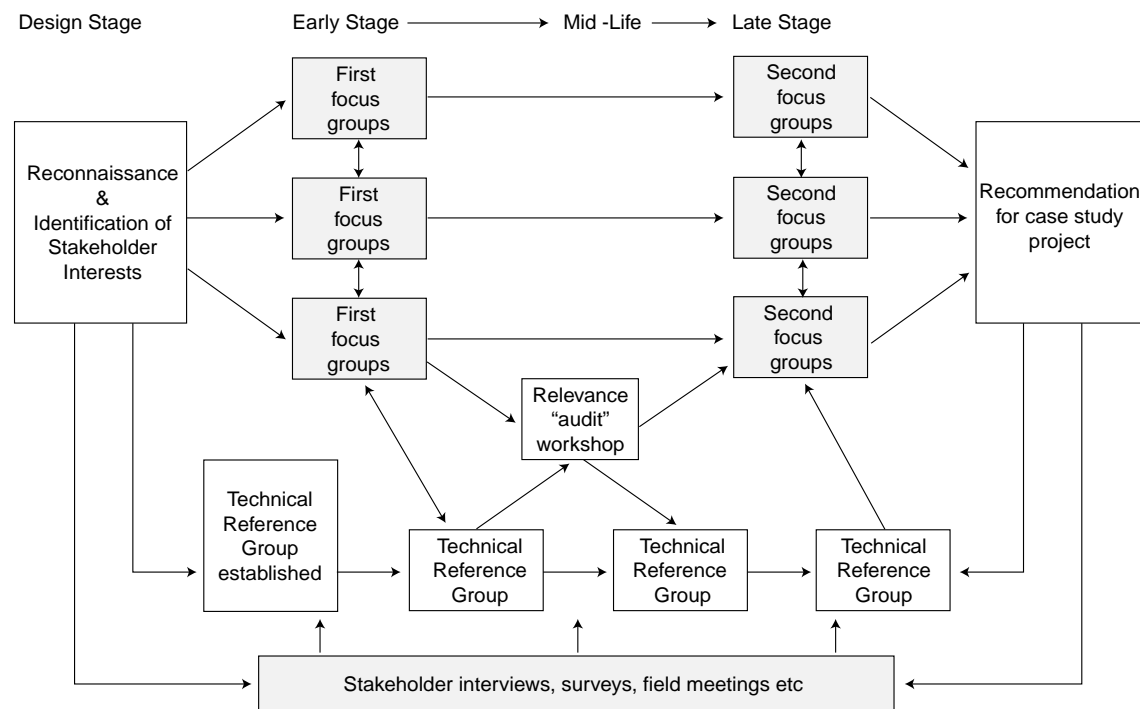 Design Stage
Early Stage
Mid -Life
Late Stage
First
focus
groups
Second
focus
groups
Reconnaissance
&
Identification of
Stakeholder
Interests
First
focus
groups
Second
focus
groups
Recommendation
for case study
project
First
focus
groups
Second
focus
groups
Relevance
“audit”
workshop
Technical
Reference
Group
established
Technical
Reference
Group
Technical
Reference
Group
Technical
Reference
Group
Stakeholder interviews, surveys, field meetings etc